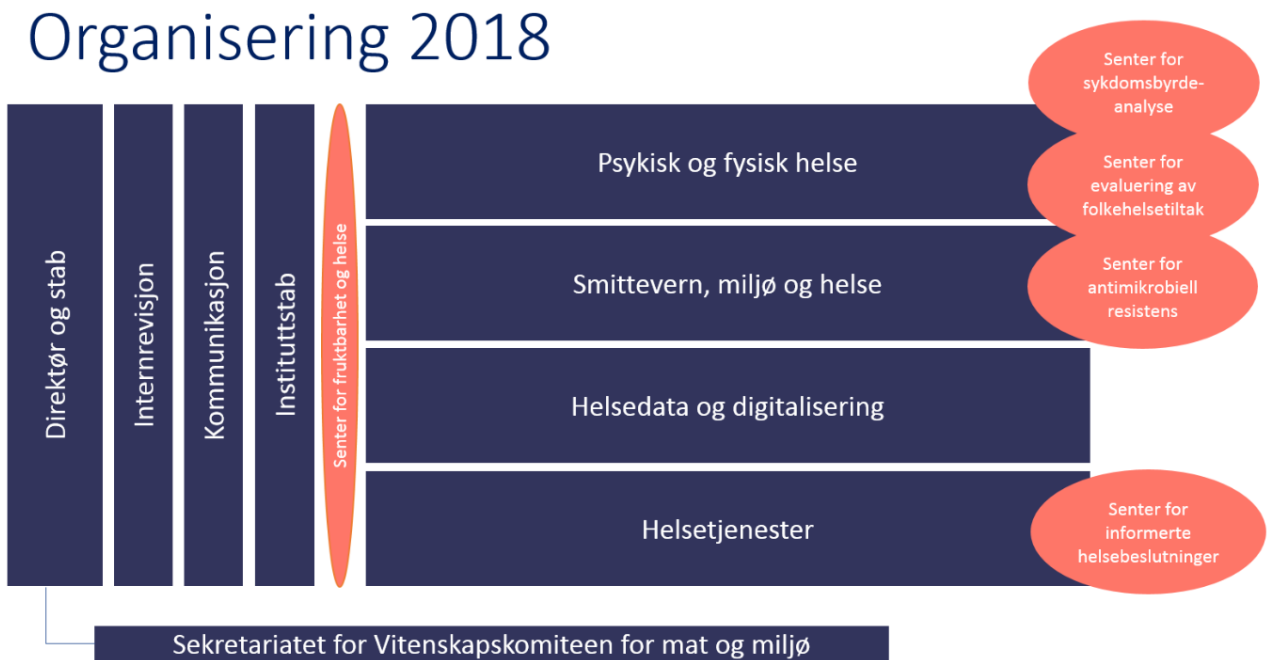 Organisering 2018
Direktør og stab
Internrevisjon
Kommunikasjon
Instituttstab
Senter for fruktbarhet og helse
Psykisk og fysisk helse
Smittevern, miljø og helse
Helsedata og digitalisering
Helsetjenester
Senter for
sykdomsbyrde-
analyse
Senter for
evaluering av
folkehelsetiltak
Senter for
antimikrobiell
resistens
Senter for
informerte
helsebeslutninger
Sekretariatet for Vitenskapskomiteen for mat og miljø